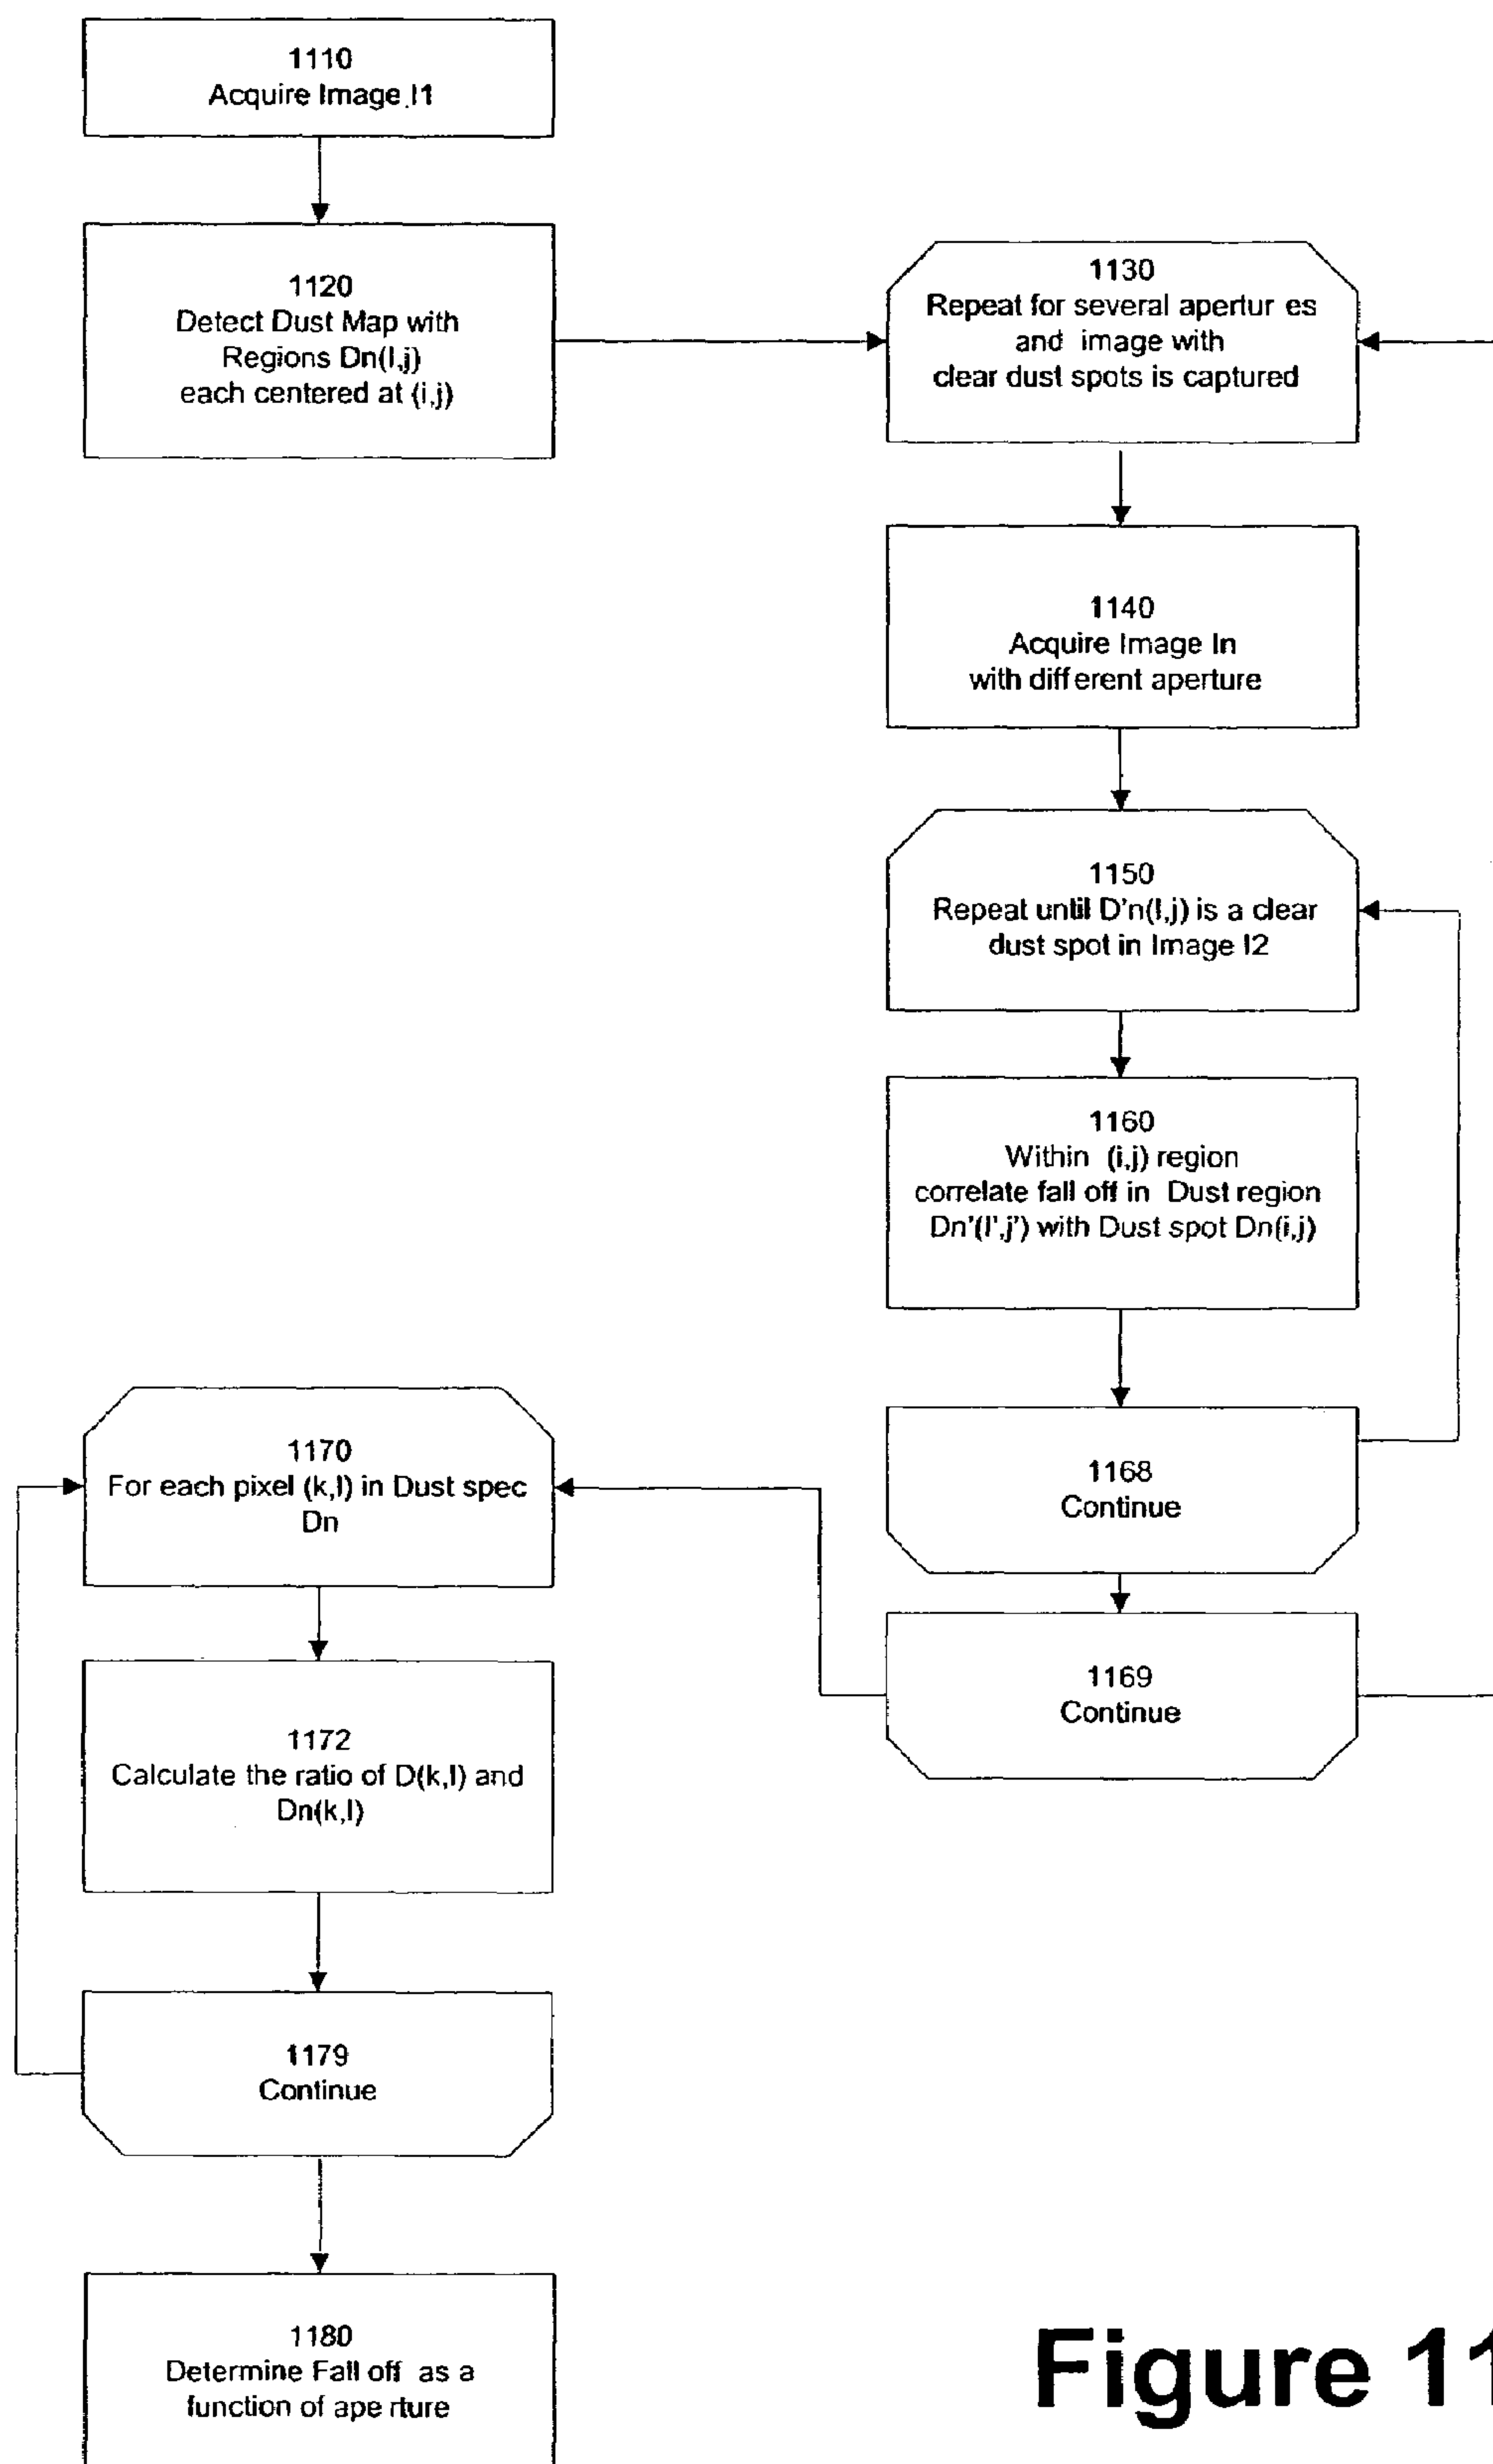 1110
Acquire Image I1
1120
Detect Dust Map with
Regions Dn(I,j)
each centered at (i,j)
1130
Repeat for several apertur es
and image with
clear dust spots is captured
1140
Acquire Image In
with different aperture
1150
Repeat until D'n(I,j) is a clear
dust spot in Image I2
1160
Within (i,j) region
correlate fall off in Dust region
Dn'(I',j') with Dust spot Dn(i,j)
1168
Continue
1169
Continue
1170
For each pixel (k,l) in Dust spec
Dn
1172
Calculate the ratio of D(k,l) and
Dn(k,l)
1179
Continue
1180
Determine Fall off as a
function of ape rture
Figure 11